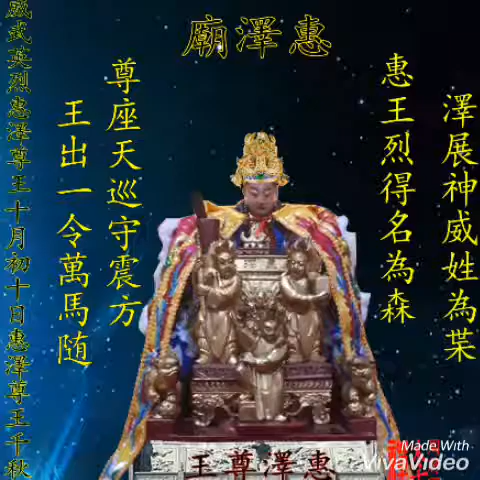 惠澤廟
澤展神威姓為枼
惠王烈得名為森
尊座天巡守震方
王出一令萬馬随
威武英烈惠澤尊王十月初十日惠澤尊王千秋
惠澤尊王
Made With
VivaVideo